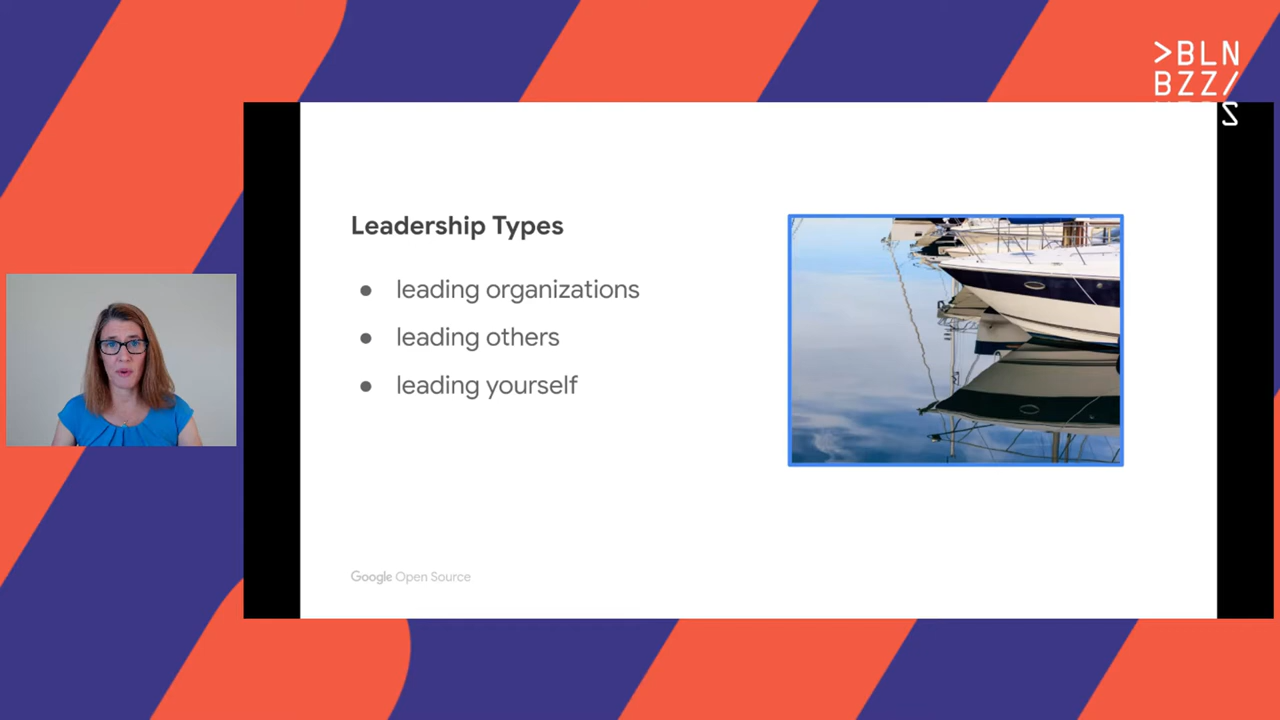 >BLN
BZZ/
Leadership Types
● leading organizations
● leading others
● leading yourself
Google Open Source